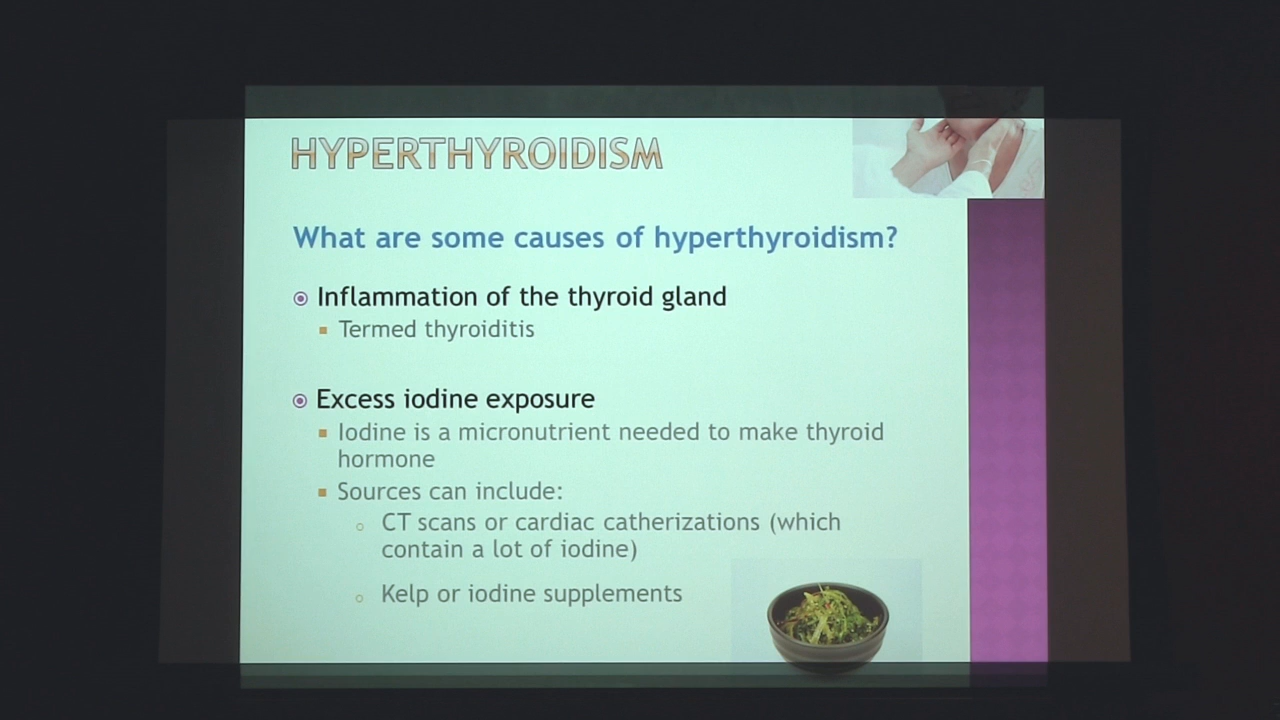 HYPERTHYROIDISM
What are some causes of hyperthyroidism?
Inflammation of the thyroid gland
Termed thyroiditis
Excess iodine exposure
Iodine is a micronutrient needed to make thyroid
hormone
Sources can include:
CT scans or cardiac catherizations (which
contain a lot of iodine)
Kelp or iodine supplements